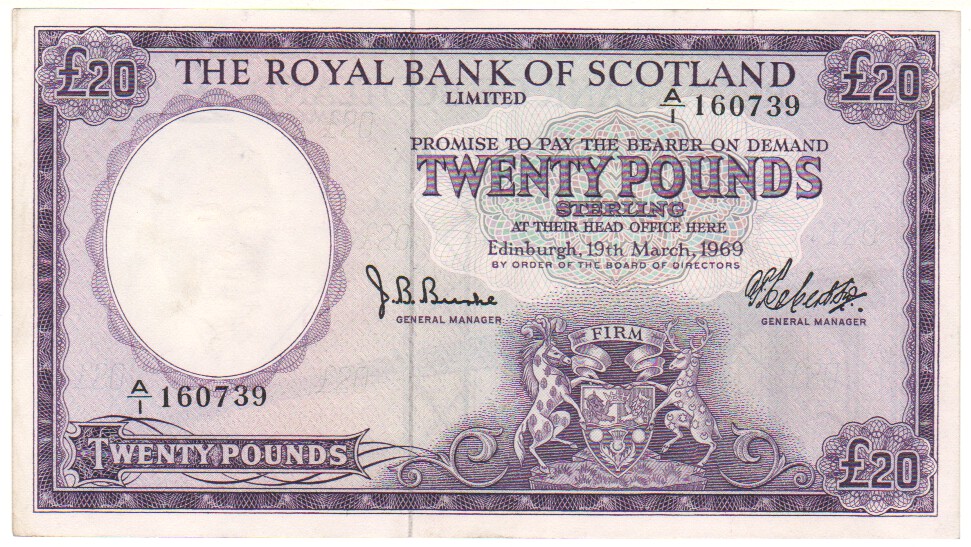 £20
£20
THE ROYAL BANK OF SCOTLAND
LIMITED
A/1 160739
PROMISE TO PAY THE BEARER ON DEMAND
TWENTY POUNDS
STERLING
AT THEIR HEAD OFFICE HERE
Edinburgh, 19th March, 1969
BY ORDER OF THE BOARD OF DIRECTORS
J.B. Burke
GENERAL MANAGER
GENERAL MANAGER
FIRM
A/1 160739
TWENTY POUNDS
£20